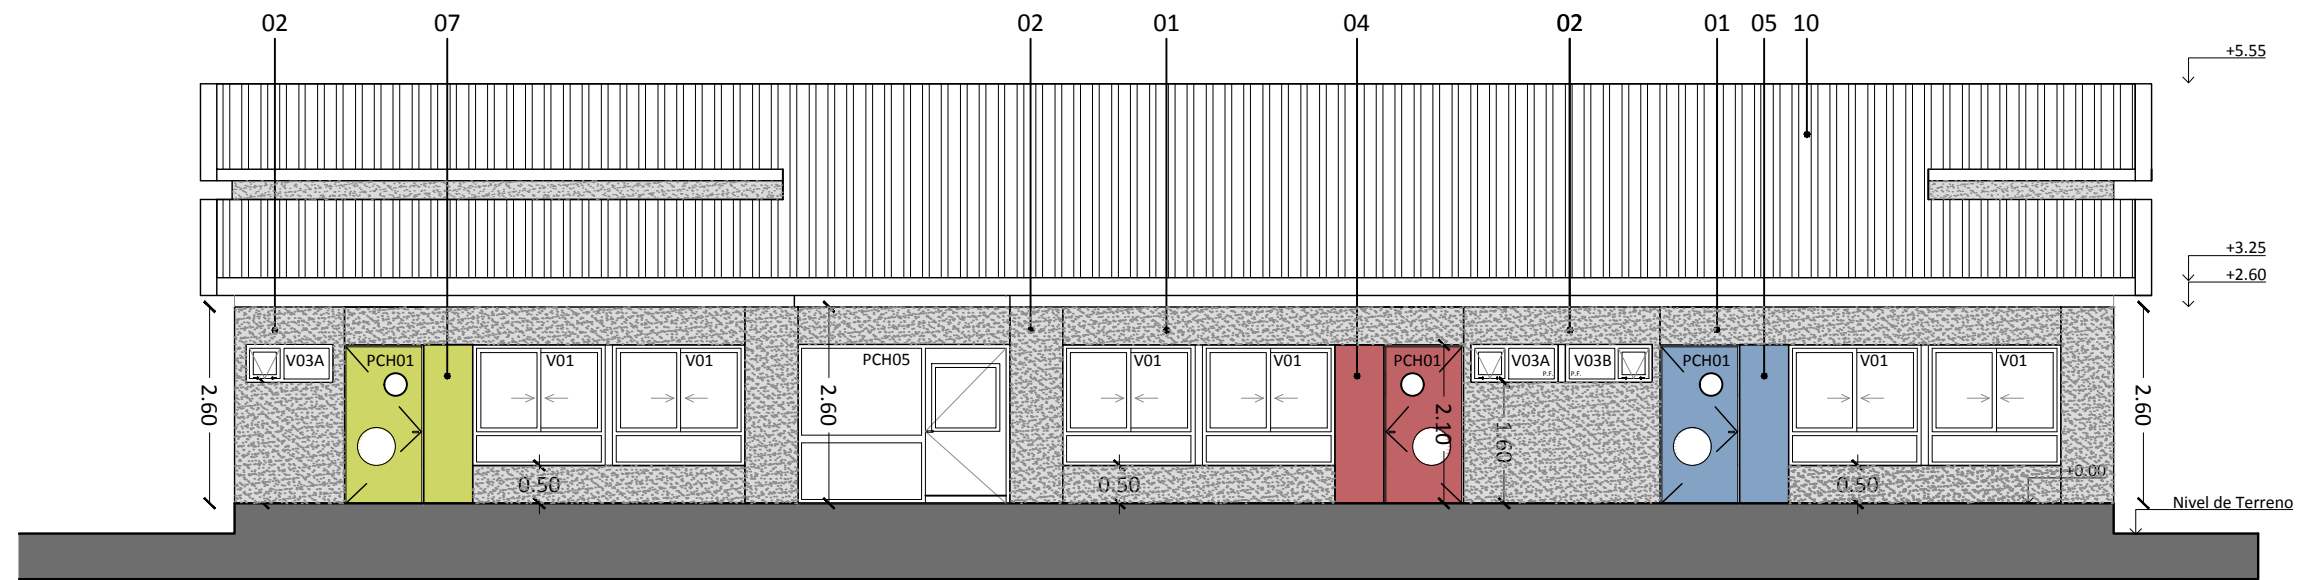 02 07 02 01 04 02 01 05 10
+5.55
+3.25
+2.60
V03A PCH01 V01 V01 PCH05 V01 V01 PCH01 V03A V03B PCH01 V01 V01
P.F. P.F.
2.60 2.60 2.10 1.60 2.60
0.50 0.50 0.50 +0.00
Nivel de Terreno